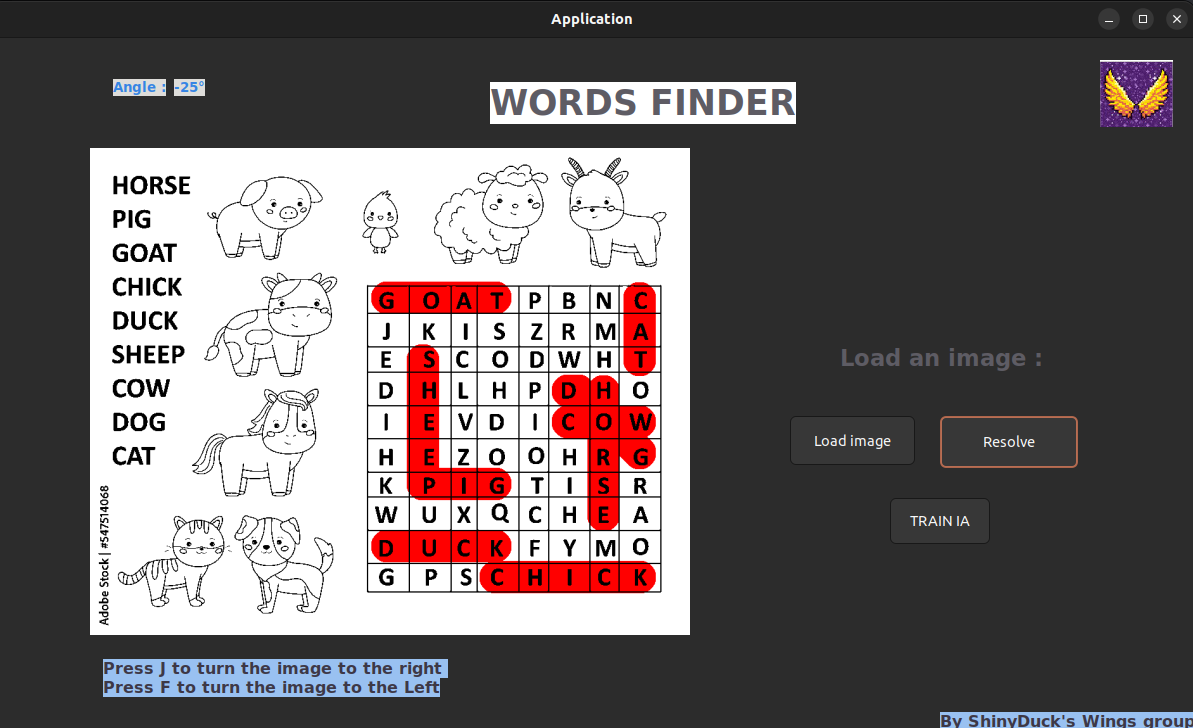 Application
Angle : -25°
WORDS FINDER
HORSE
PIG
GOAT
CHICK
DUCK
SHEEP
COW
DOG
CAT
Adobe Stock | #547514068
G O A T P B N C
J K I S Z R M A
E S C O D W H T
D H L H P D H O
I E V D I C O W
H E Z O O H R G
K P I G T I S R
W U X Q C H E A
D U C K F Y M O
G P S C H I C K
Load an image :
Load image
Resolve
TRAIN IA
Press J to turn the image to the right
Press F to turn the image to the Left
By ShinyDuck's Wings group